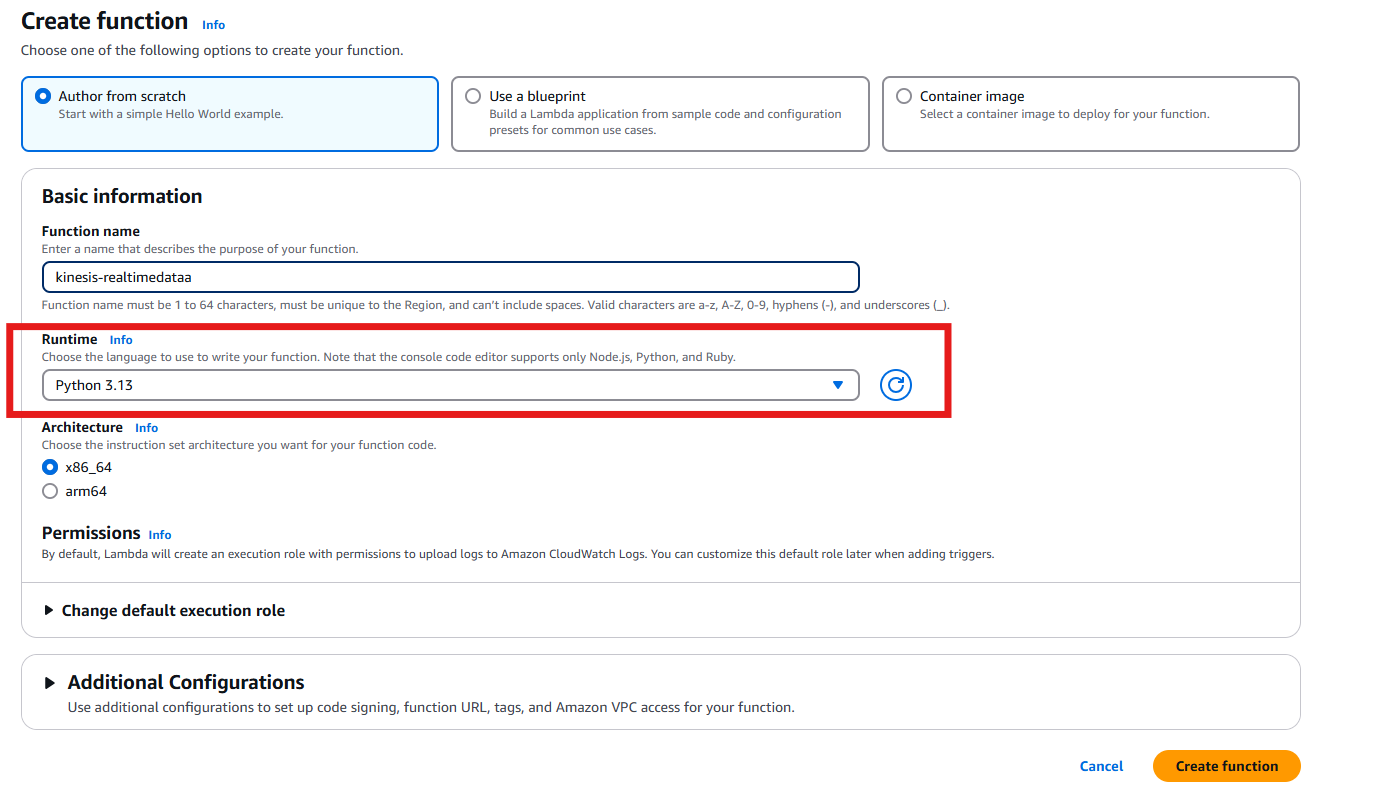 Create function Info
Choose one of the following options to create your function.
Author from scratch
Start with a simple Hello World example.
Use a blueprint
Build a Lambda application from sample code and configuration
presets for common use cases.
Container image
Select a container image to deploy for your function.
Basic information
Function name
Enter a name that describes the purpose of your function.
kinesis-realtimedataa
Function name must be 1 to 64 characters, must be unique to the Region, and can't include spaces. Valid characters are a-z, A-Z, 0-9, hyphens (-), and underscores (_).
Runtime Info
Choose the language to use to write your function. Note that the console code editor supports only Node.js, Python, and Ruby.
Python 3.13
Architecture Info
Choose the instruction set architecture you want for your function code.
x86_64
arm64
Permissions Info
By default, Lambda will create an execution role with permissions to upload logs to Amazon CloudWatch Logs. You can customize this default role later when adding triggers.
Change default execution role
Additional Configurations
Use additional configurations to set up code signing, function URL, tags, and Amazon VPC access for your function.
Cancel
Create function